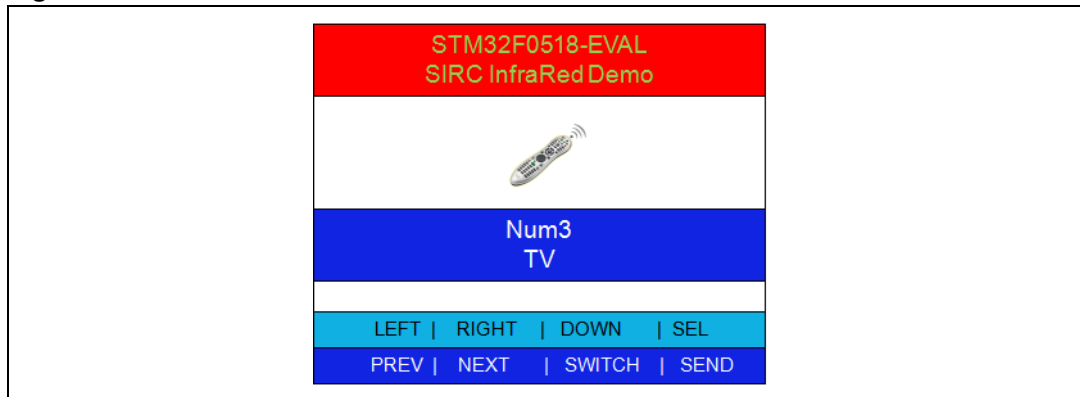 STM32F0518-EVAL
SIRC InfraRed Demo
Num3
TV
LEFT | RIGHT | DOWN | SEL
PREV | NEXT | SWITCH | SEND